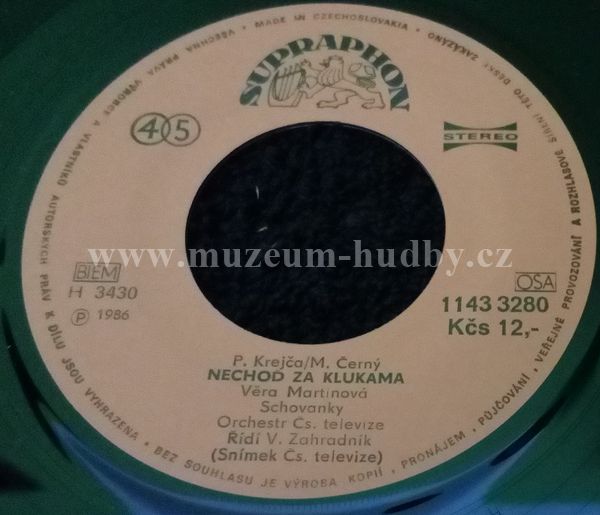 VŠECHNA PRÁVA VÝROBCE A VLASTNÍKŮ AUTORSKÝCH PRÁV K DÍLU JSOU VYHRAZENA • BEZ SOUHLASU JE VÝROBA KOPIÍ • PRONÁJEM • PŮJČOVÁNÍ • VEŘEJNÉ PROVOZOVÁNÍ A ROZHLASOVÉ ŠÍŘENÍ TÉTO DESKY ZAKÁZÁNO • MADE IN CZECHOSLOVAKIA •
SUPRAPHON
45
STEREO
www.muzeum-hudby.cz
BIEM
OSA
H 3430
Ⓟ 1986
1143 3280
Kčs 12,-
P. Krejča/M. Černý
NECHOĎ ZA KLUKAMA
Věra Martinová
Schovanky
Orchestr Čs. televize
Řídí V. Zahradník
(Snímek Čs. televize)